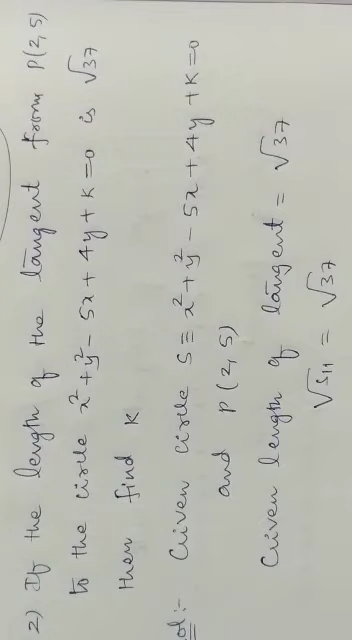 2) If the length of the tangent from P(2,5)
to the circle x²+y²-5x+4y+K=0 is √37
then find K
ol:- Given circle S≡x²+y²-5x+4y+K=0
and P(2,5)
Given length of tangent = √37
√S₁₁ = √37